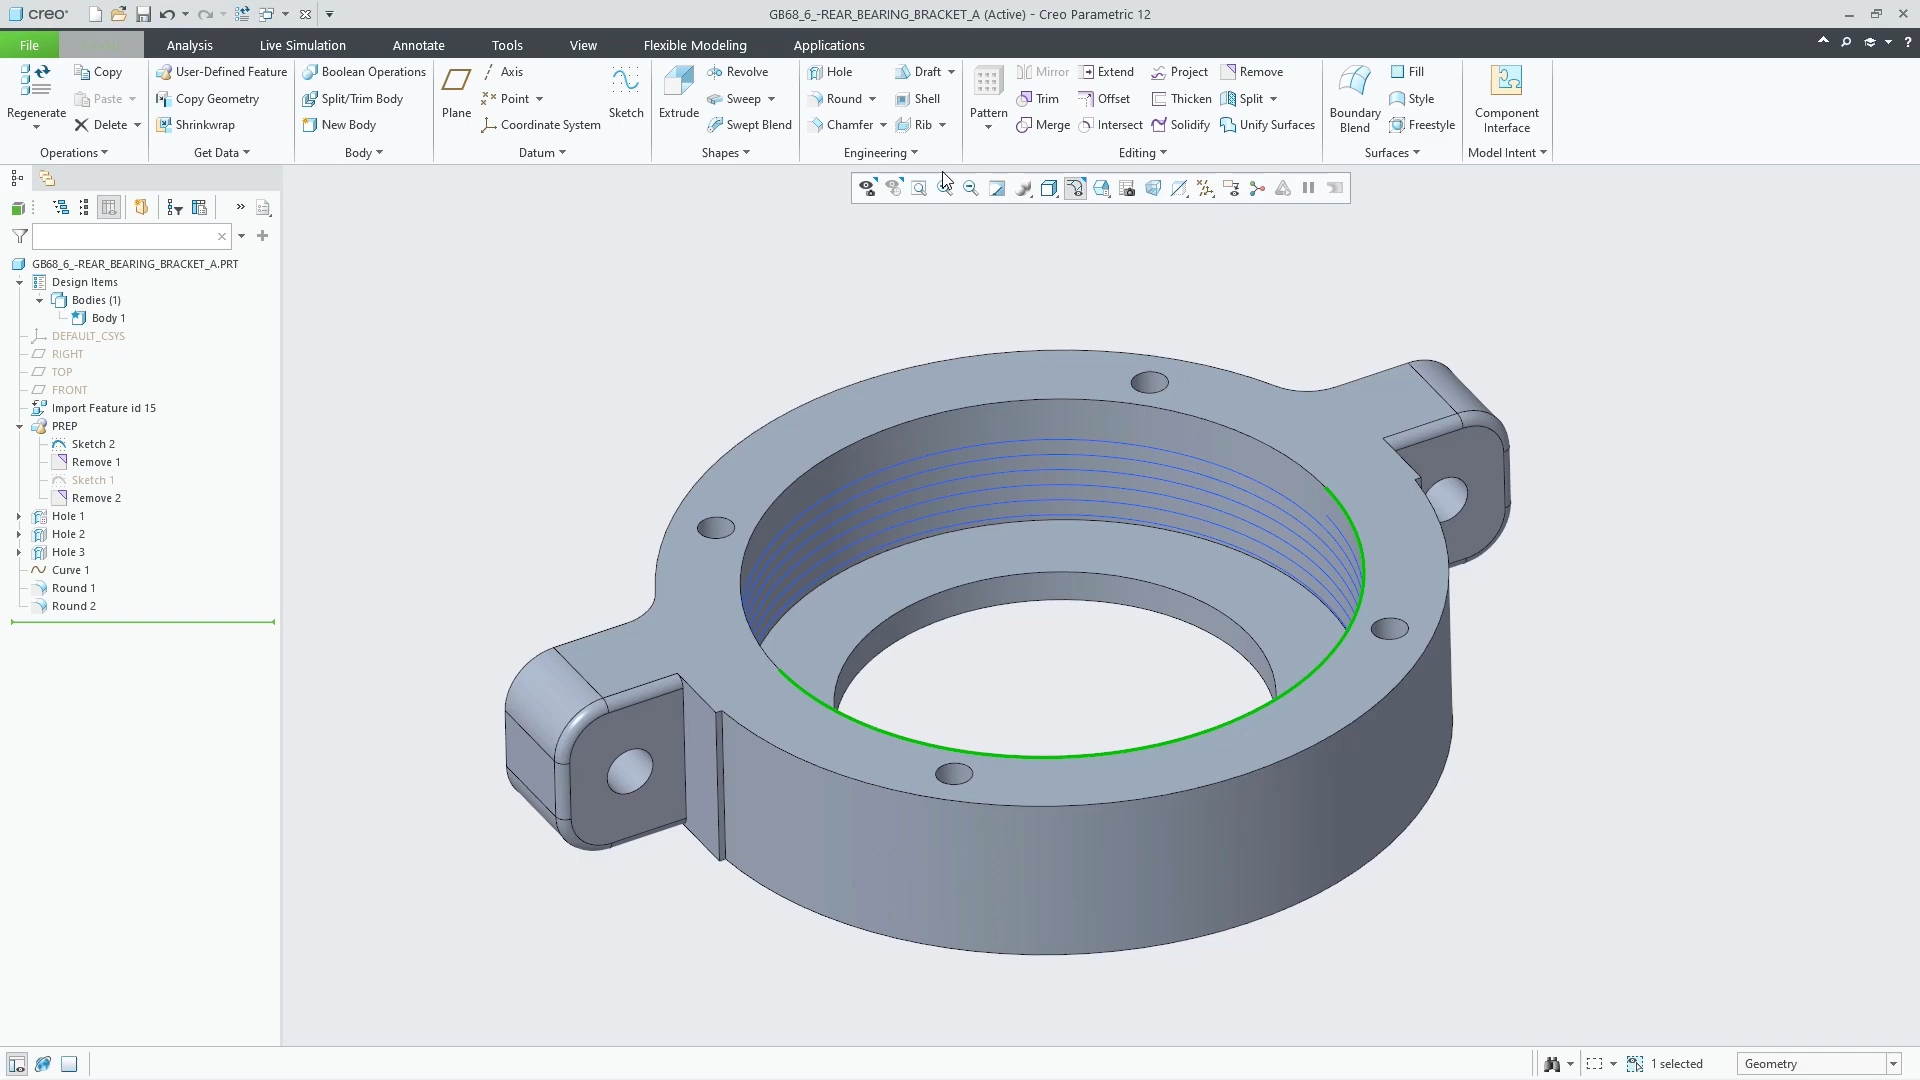 creo
GB68_6_-REAR_BEARING_BRACKET_A (Active) - Creo Parametric 12
File
Analysis
Live Simulation
Annotate
Tools
View
Flexible Modeling
Applications
Regenerate
Copy
Paste
Delete
Operations
User-Defined Feature
Copy Geometry
Shrinkwrap
Get Data
Boolean Operations
Split/Trim Body
New Body
Body
Plane
Axis
Point
Coordinate System
Sketch
Datum
Extrude
Revolve
Sweep
Swept Blend
Shapes
Hole
Round
Chamfer
Draft
Shell
Rib
Engineering
Pattern
Mirror
Trim
Merge
Extend
Offset
Intersect
Project
Thicken
Solidify
Remove
Split
Unify Surfaces
Editing
Boundary
Blend
Fill
Style
Freestyle
Surfaces
Component
Interface
Model Intent
GB68_6_-REAR_BEARING_BRACKET_A.PRT
Design Items
Bodies (1)
Body 1
DEFAULT_CSYS
RIGHT
TOP
FRONT
Import Feature id 15
PREP
Sketch 2
Remove 1
Sketch 1
Remove 2
Hole 1
Hole 2
Hole 3
Curve 1
Round 1
Round 2
1 selected
Geometry